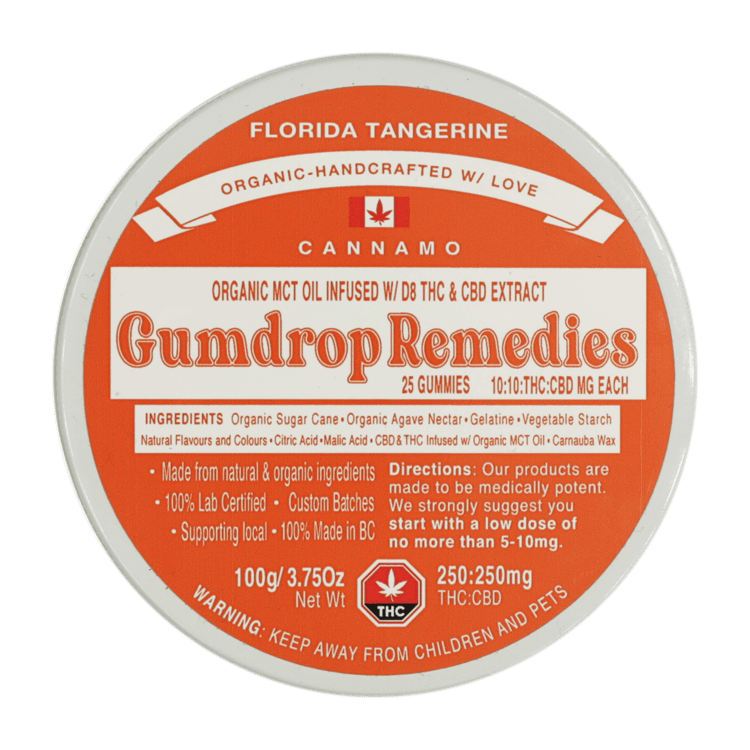 FLORIDA TANGERINE
ORGANIC-HANDCRAFTED W/ LOVE
CANNAMO
ORGANIC MCT OIL INFUSED W/ D8 THC & CBD EXTRACT
Gumdrop Remedies
25 GUMMIES 10:10:THC:CBD MG EACH
INGREDIENTS Organic Sugar Cane • Organic Agave Nectar • Gelatine • Vegetable Starch
Natural Flavours and Colours • Citric Acid • Malic Acid • CBD & THC Infused w/ Organic MCT Oil • Carnauba Wax
• Made from natural & organic ingredients
• 100% Lab Certified • Custom Batches
• Supporting local • 100% Made in BC
Directions: Our products are
made to be medically potent.
We strongly suggest you
start with a low dose of
no more than 5-10mg.
100g/ 3.75Oz
Net Wt
THC
250:250mg
THC:CBD
WARNING: KEEP AWAY FROM CHILDREN AND PETS